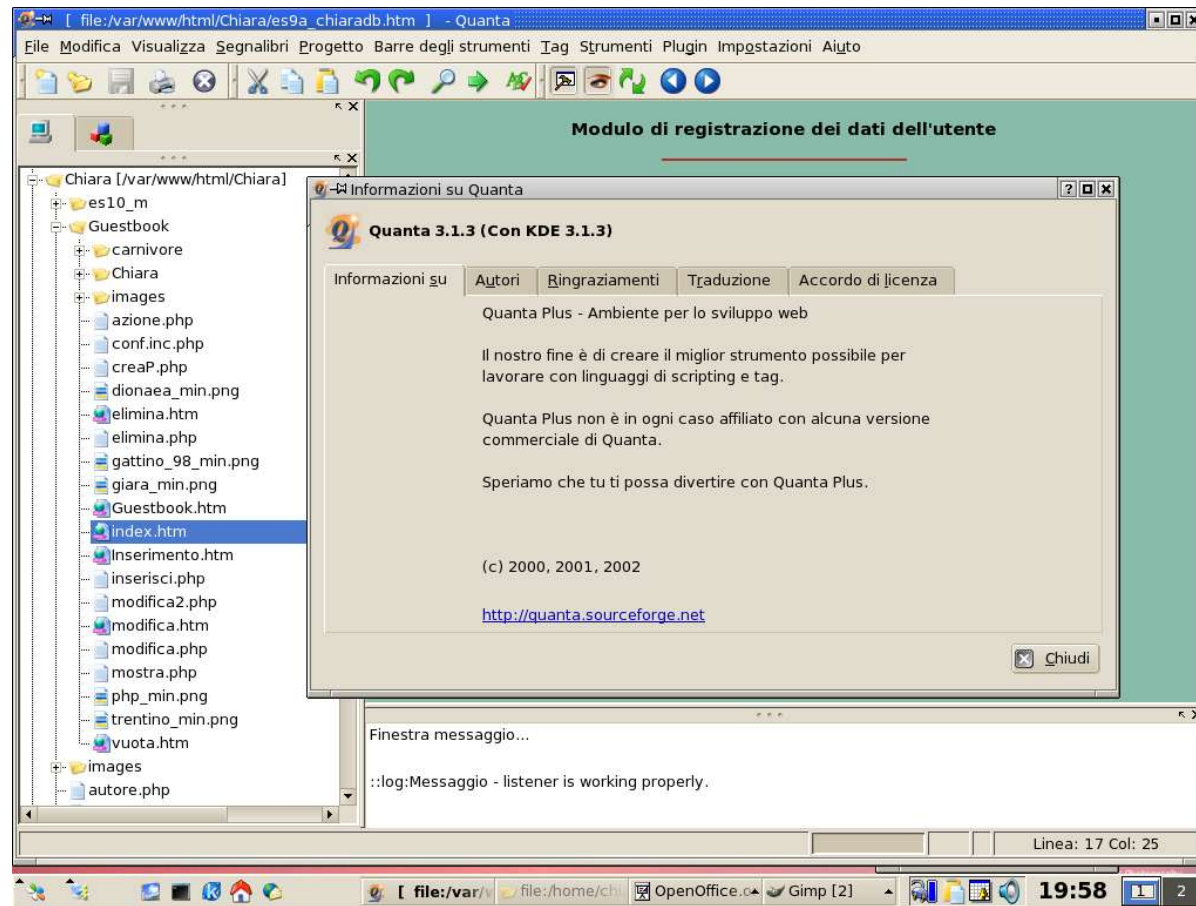 [ file:/var/www/html/Chiara/es9a_chiaradb.htm ] - Quanta
File Modifica Visualizza Segnalibri Progetto Barre degli strumenti Tag Strumenti Plugin Impostazioni Aiuto
Modulo di registrazione dei dati dell'utente
Chiara [/var/www/html/Chiara]
es10_m
Guestbook
carnivore
Chiara
images
azione.php
conf.inc.php
creaP.php
dionaea_min.png
elimina.htm
elimina.php
gattino_98_min.png
giara_min.png
Guestbook.htm
index.htm
Inserimento.htm
inserisci.php
modifica2.php
modifica.htm
modifica.php
mostra.php
php_min.png
trentino_min.png
vuota.htm
images
autore.php
Informazioni su Quanta
Quanta 3.1.3 (Con KDE 3.1.3)
Informazioni su Autori Ringraziamenti Traduzione Accordo di licenza
Quanta Plus - Ambiente per lo sviluppo web
Il nostro fine è di creare il miglior strumento possibile per
lavorare con linguaggi di scripting e tag.
Quanta Plus non è in ogni caso affiliato con alcuna versione
commerciale di Quanta.
Speriamo che tu ti possa divertire con Quanta Plus.
(c) 2000, 2001, 2002
http://quanta.sourceforge.net
Chiudi
Finestra messaggio...
::log:Messaggio - listener is working properly.
Linea: 17 Col: 25
[ file:/var/v file:/home/chi OpenOffice.o Gimp [2] 19:58 1 2